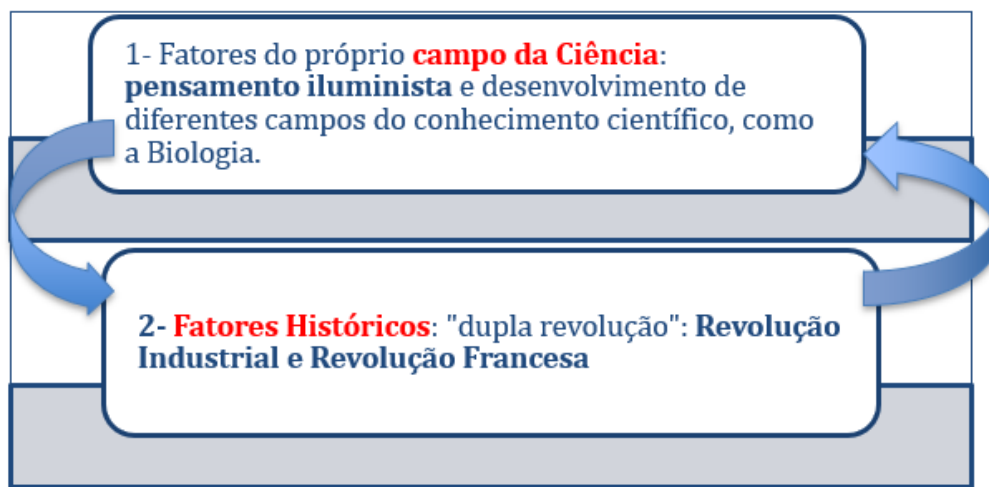 1- Fatores do próprio campo da Ciência:
pensamento iluminista e desenvolvimento de
diferentes campos do conhecimento científico, como
a Biologia.
2- Fatores Históricos: "dupla revolução": Revolução
Industrial e Revolução Francesa